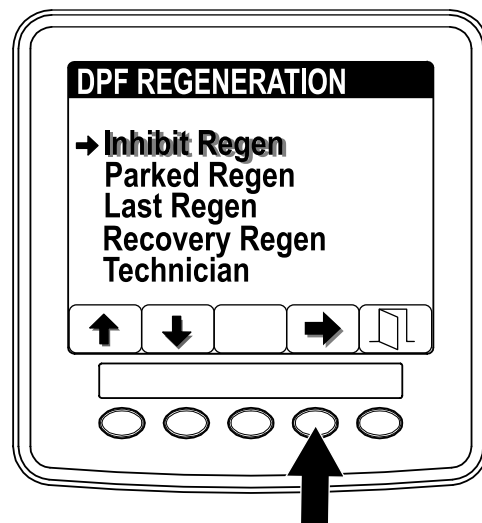 DPF REGENERATION
Inhibit Regen
Parked Regen
Last Regen
Recovery Regen
Technician